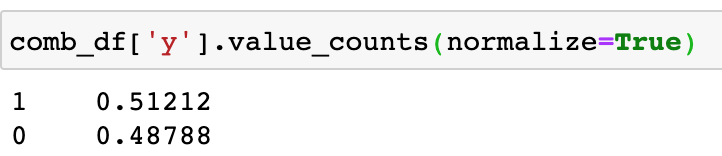 comb_df['y'].value_counts(normalize=True)
1    0.51212
0    0.48788